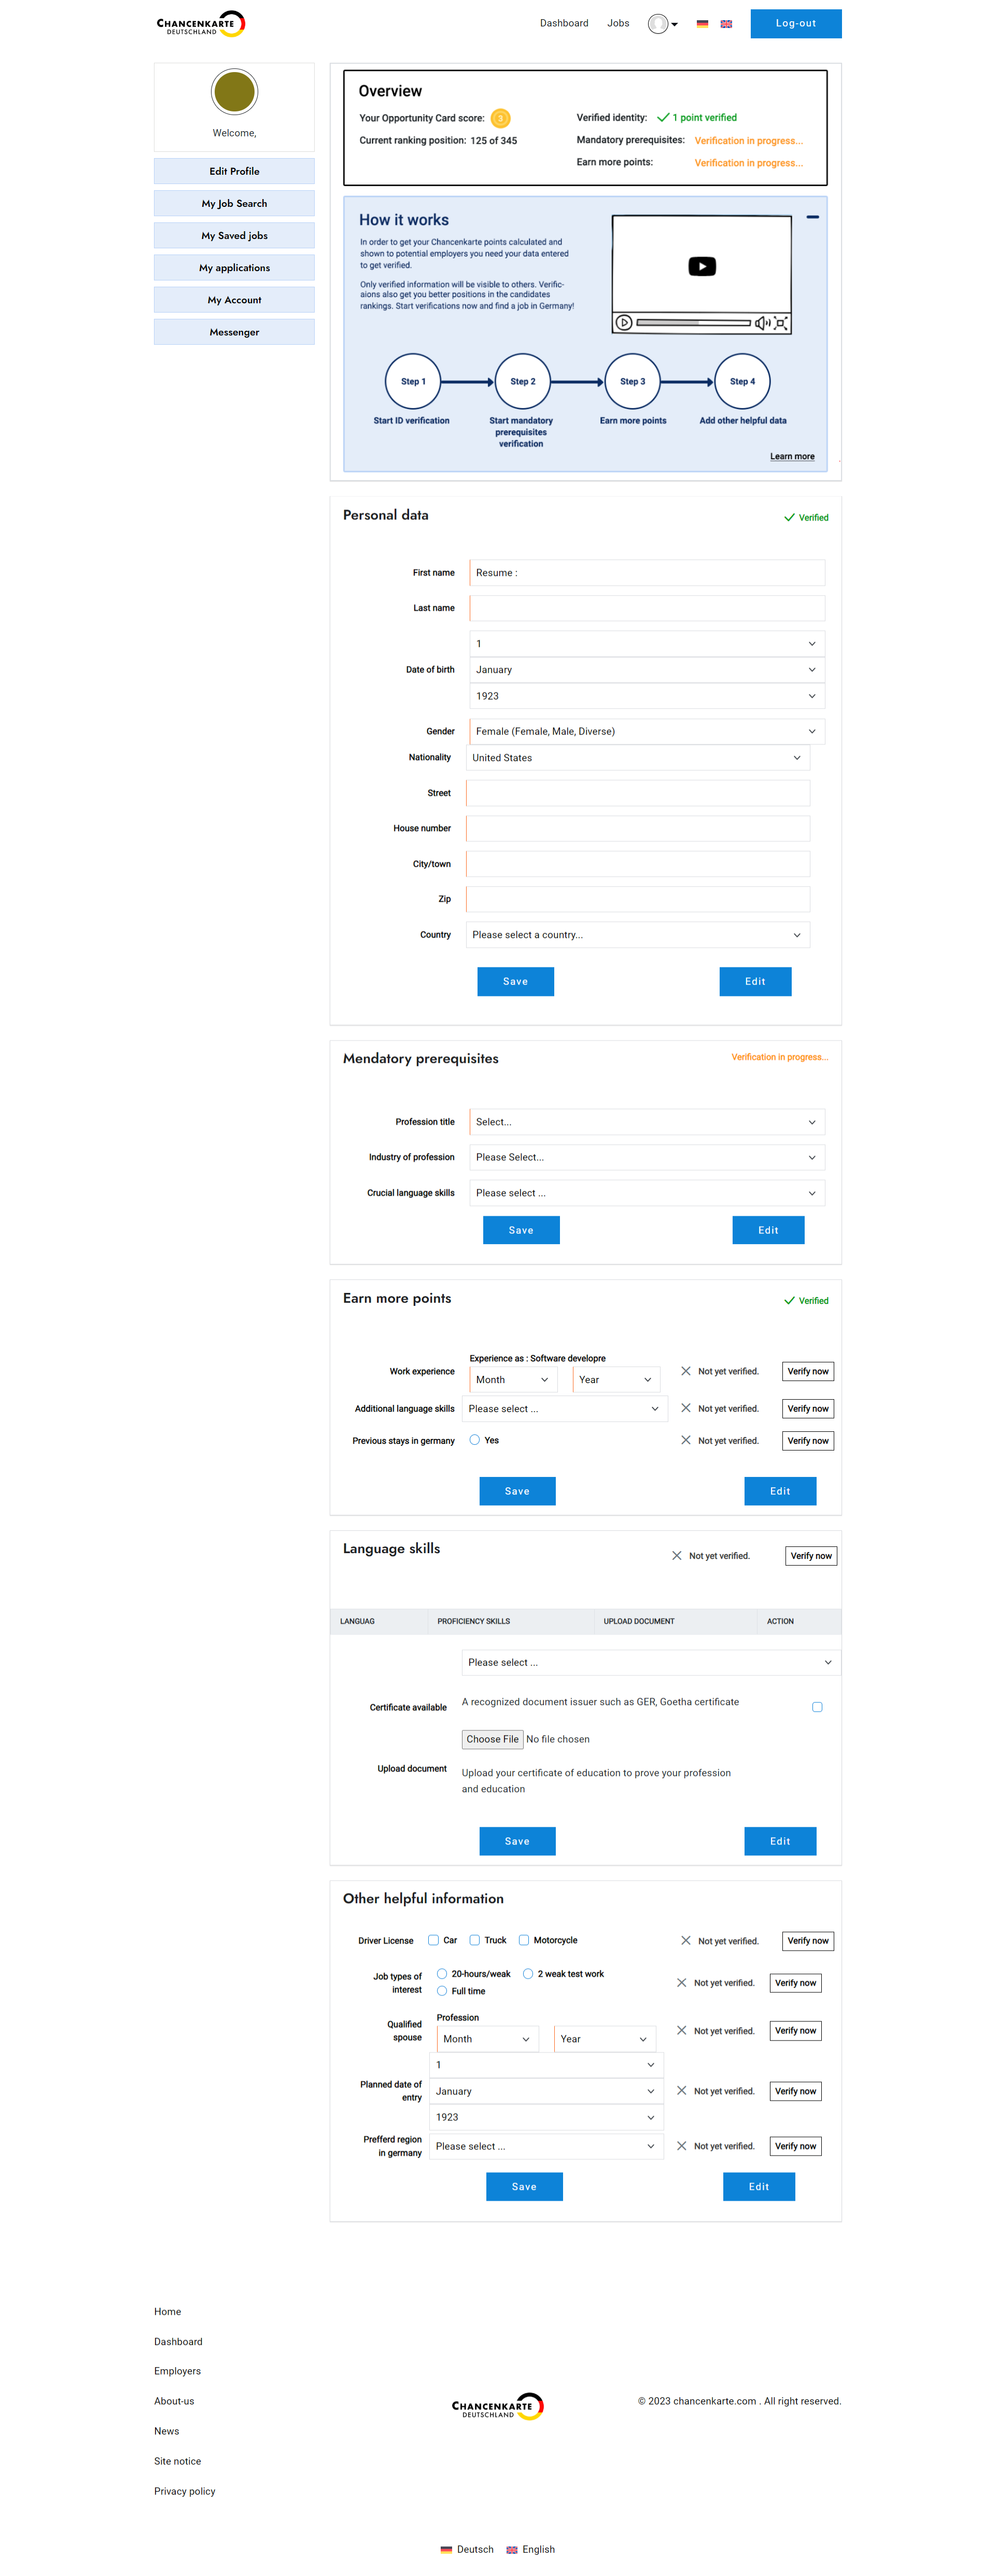 CHANCENKARTE
DEUTSCHLAND
Dashboard Jobs Log-out
Welcome,
Edit Profile
My Job Search
My Saved jobs
My applications
My Account
Messenger
Overview
Your Opportunity Card score: 3
Current ranking position: 125 of 345
Verified identity: 1 point verified
Mandatory prerequisites: Verification in progress...
Earn more points: Verification in progress...
How it works
In order to get your Chancenkarte points calculated and
shown to potential employers you need your data entered
to get verified.
Only verified information will be visible to others. Verific-
aions also get you better positions in the candidates
rankings. Start verifications now and find a job in Germany!
Step 1 Step 2 Step 3 Step 4
Start ID verification
Start mandatory
prerequisites
verification
Earn more points
Add other helpful data
Learn more
Personal data Verified
First name Resume :
Last name
Date of birth
1
January
1923
Gender Female (Female, Male, Diverse)
Nationality United States
Street
House number
City/town
Zip
Country Please select a country...
Save Edit
Mendatory prerequisites Verification in progress...
Profession title Select...
Industry of profession Please Select...
Crucial language skills Please select ...
Save Edit
Earn more points Verified
Experience as : Software developre
Work experience Month Year Not yet verified. Verify now
Additional language skills Please select ... Not yet verified. Verify now
Previous stays in germany Yes Not yet verified. Verify now
Save Edit
Language skills Not yet verified. Verify now
LANGUAG PROFICIENCY SKILLS UPLOAD DOCUMENT ACTION
Please select ...
Certificate available A recognized document issuer such as GER, Goetha certificate
Choose File No file chosen
Upload document
Upload your certificate of education to prove your profession
and education
Save Edit
Other helpful information
Driver License Car Truck Motorcycle Not yet verified. Verify now
Job types of
interest
20-hours/weak 2 weak test work
Full time
Not yet verified. Verify now
Qualified
spouse
Profession
Month Year
Not yet verified. Verify now
Planned date of
entry
1
January
1923
Not yet verified. Verify now
Prefferd region
in germany
Please select ... Not yet verified. Verify now
Save Edit
Home
Dashboard
Employers
About-us
News
Site notice
Privacy policy
CHANCENKARTE
DEUTSCHLAND
© 2023 chancenkarte.com . All right reserved.
Deutsch English